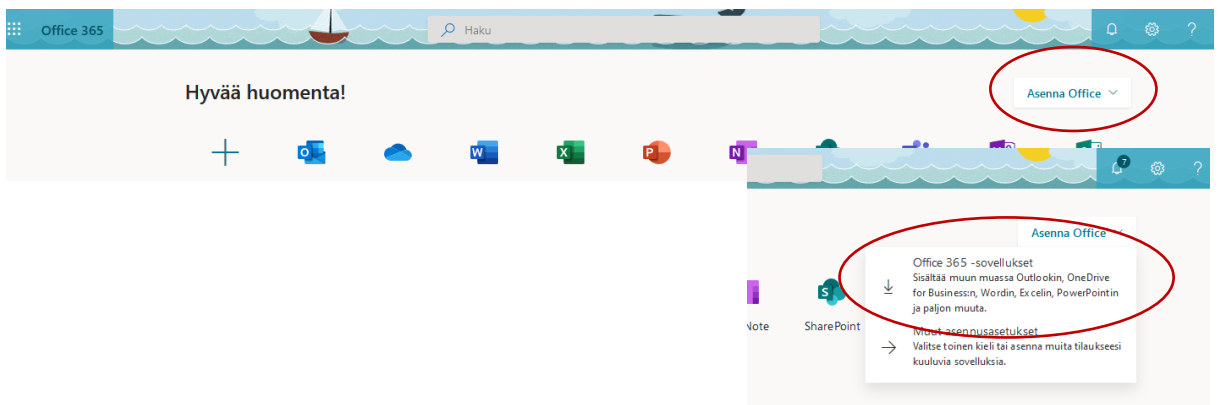 Office 365
Haku
Hyvää huomenta!
Asenna Office
7
Asenna Office
Office 365 -sovellukset
Sisältää muun muassa Outlookin, OneDrive
for Business:n, Wordin, Excelin, PowerPointin
ja paljon muuta.
Note
SharePoint
Muut asennusasetukset
Valitse toinen kieli tai asenna muita tilaukseesi
kuuluvia sovelluksia.